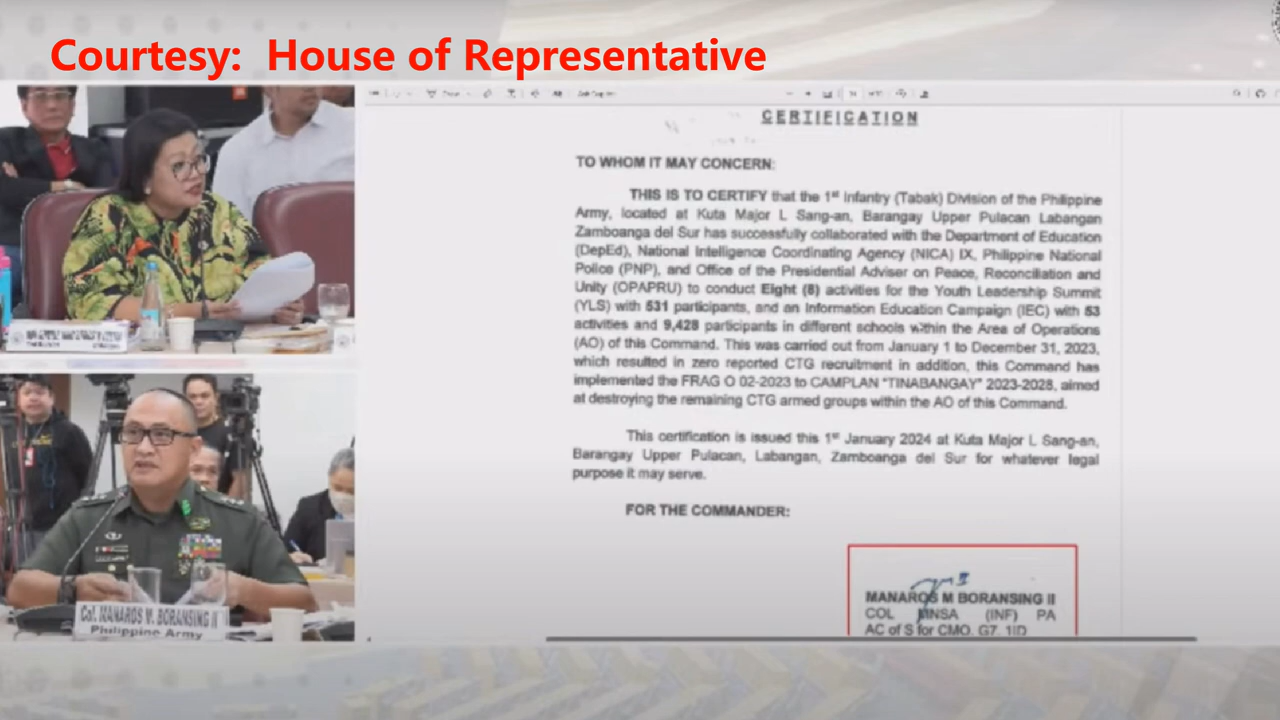 Courtesy: House of Representative
CERTIFICATION
TO WHOM IT MAY CONCERN:
THIS IS TO CERTIFY that the 1st Infantry (Tabak) Division of the Philippine
Army, located at Kuta Major L Sang-an, Barangay Upper Pulacan Labangan
Zamboanga del Sur has successfully collaborated with the Department of Education
(DepEd), National Intelligence Coordinating Agency (NICA) IX, Philippine National
Police (PNP), and Office of the Presidential Adviser on Peace, Reconciliation and
Unity (OPAPRU) to conduct Eight (8) activities for the Youth Leadership Summit
(YLS) with 531 participants, and an Information Education Campaign (IEC) with 53
activities and 9,428 participants in different schools within the Area of Operations
(AO) of this Command. This was carried out from January 1 to December 31, 2023,
which resulted in zero reported CTG recruitment in addition, this Command has
implemented the FRAG O 02-2023 to CAMPLAN "TINABANGAY" 2023-2028, aimed
at destroying the remaining CTG armed groups within the AO of this Command.
This certification is issued this 1st January 2024 at Kuta Major L Sang-an,
Barangay Upper Pulacan, Labangan, Zamboanga del Sur for whatever legal
purpose it may serve.
FOR THE COMMANDER:
MANAROS M BORANSING II
COL MNSA (INF) PA
AC of S for CMO, G7, 1ID
Col. MANAROS M. BORANSING II
Philippine Army